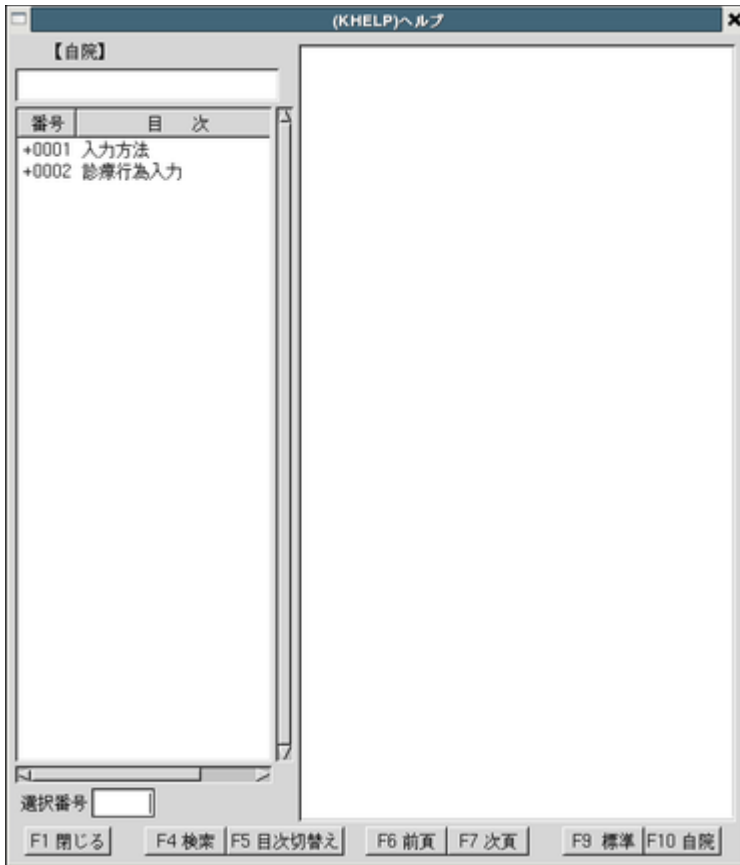 (KHELP)ヘルプ
【自院】
番号 目 次
+0001 入力方法
+0002 診療行為入力
選択番号
F1 閉じる F4 検索 F5 目次切替え F6 前頁 F7 次頁 F9 標準 F10 自院